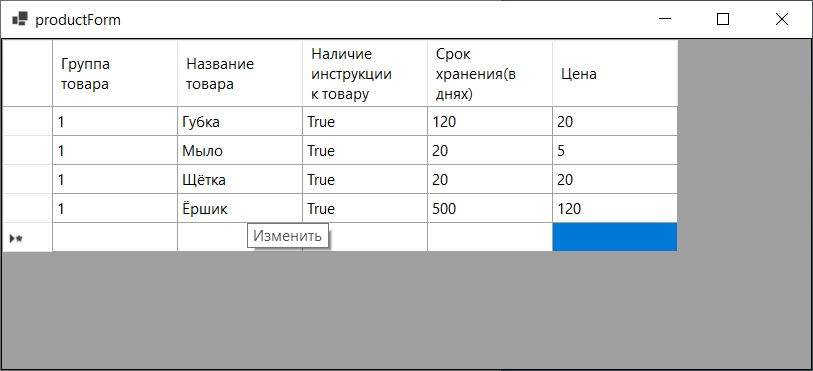 productForm
Группа товара Название товара Наличие инструкции к товару Срок хранения(в днях) Цена
1 Губка True 120 20
1 Мыло True 20 5
1 Щётка True 20 20
1 Ёршик True 500 120
Изменить